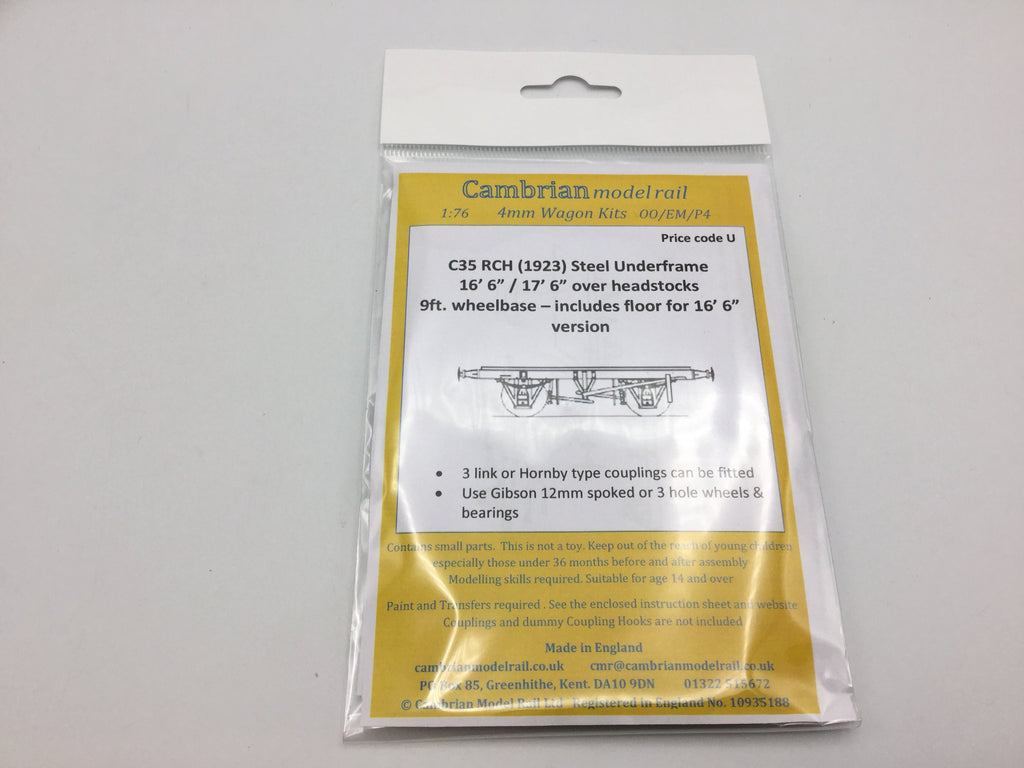 Cambrian model rail
1:76 4mm Wagon Kits OO/EM/P4
Price code U
C35 RCH (1923) Steel Underframe
16’ 6” / 17’ 6” over headstocks
9ft. wheelbase – includes floor for 16’ 6”
version
• 3 link or Hornby type couplings can be fitted
• Use Gibson 12mm spoked or 3 hole wheels &
bearings
Contains small parts. This is not a toy. Keep out of the reach of young children
especially those under 36 months before and after assembly
Modelling skills required. Suitable for age 14 and over
Paint and Transfers required . See the enclosed instruction sheet and website
Couplings and dummy Coupling Hooks are not included
Made in England
cambrianmodelrail.co.uk cmr@cambrianmodelrail.co.uk
PO Box 85, Greenhithe, Kent. DA10 9DN 01322 515672
© Cambrian Model Rail Ltd Registered in England No. 10935188